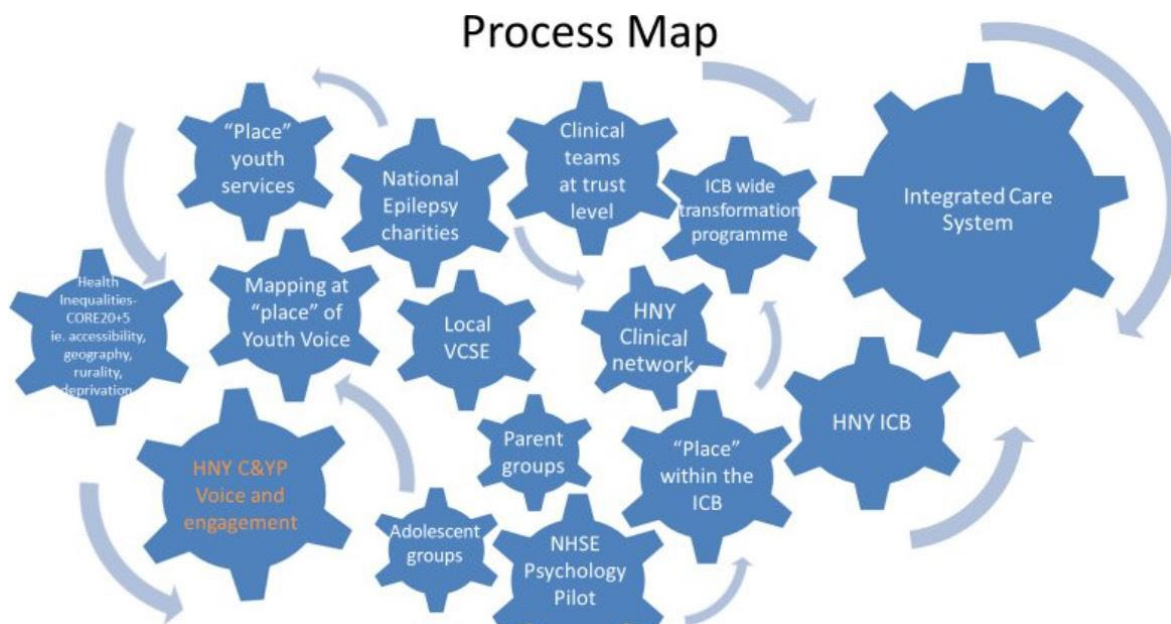 Process Map
"Place"
youth
services
National
Epilepsy
charities
Clinical
teams
at trust
level
ICB wide
transformation
programme
Integrated Care
System
Health
Inequalities-
CORE20+5
ie. accessibility,
geography,
rurality,
deprivation
Mapping at
"place" of
Youth Voice
Local
VCSE
HNY
Clinical
network
HNY ICB
HNY C&YP
Voice and
engagement
Parent
groups
"Place"
within the
ICB
Adolescent
groups
NHSE
Psychology
Pilot